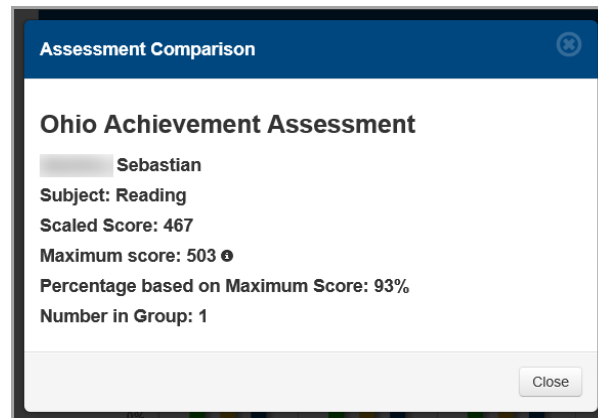 Assessment Comparison
Ohio Achievement Assessment
Sebastian
Subject: Reading
Scaled Score: 467
Maximum score: 503
Percentage based on Maximum Score: 93%
Number in Group: 1
Close